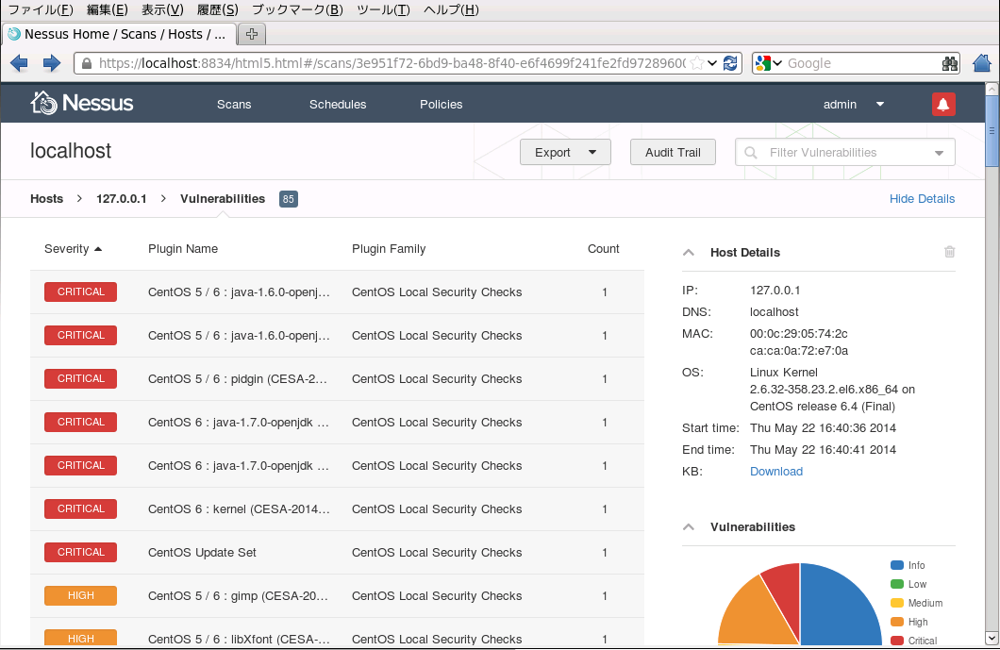 ファイル(F) 編集(E) 表示(V) 履歴(S) ブックマーク(B) ツール(T) ヘルプ(H)
Nessus Home / Scans / Hosts / ...
https://localhost:8834/html5.html#/scans/3e951f72-6bd9-ba48-8f40-e6f4699f241fe2fd97289600 Google
Nessus Scans Schedules Policies admin
localhost Export Audit Trail Filter Vulnerabilities
Hosts > 127.0.0.1 > Vulnerabilities 85 Hide Details
Severity Plugin Name Plugin Family Count
CRITICAL CentOS 5 / 6 : java-1.6.0-openj... CentOS Local Security Checks 1
CRITICAL CentOS 5 / 6 : java-1.6.0-openj... CentOS Local Security Checks 1
CRITICAL CentOS 5 / 6 : pidgin (CESA-2... CentOS Local Security Checks 1
CRITICAL CentOS 6 : java-1.7.0-openjdk ... CentOS Local Security Checks 1
CRITICAL CentOS 6 : java-1.7.0-openjdk ... CentOS Local Security Checks 1
CRITICAL CentOS 6 : kernel (CESA-2014... CentOS Local Security Checks 1
CRITICAL CentOS Update Set CentOS Local Security Checks 1
HIGH CentOS 5 / 6 : gimp (CESA-20... CentOS Local Security Checks 1
HIGH CentOS 5 / 6 : libXfont (CESA-... CentOS Local Security Checks 1
Host Details
IP: 127.0.0.1
DNS: localhost
MAC: 00:0c:29:05:74:2c
ca:ca:0a:72:e7:0a
OS: Linux Kernel
2.6.32-358.23.2.el6.x86_64 on
CentOS release 6.4 (Final)
Start time: Thu May 22 16:40:36 2014
End time: Thu May 22 16:40:41 2014
KB: Download
Vulnerabilities
Info
Low
Medium
High
Critical